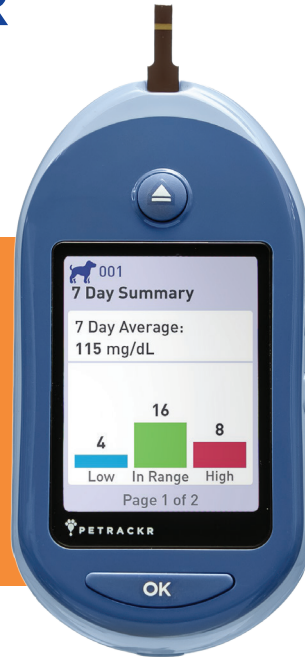 R
001
7 Day Summary
7 Day Average:
115 mg/dL
4 16 8
Low In Range High
Page 1 of 2
PETRACKR
OK